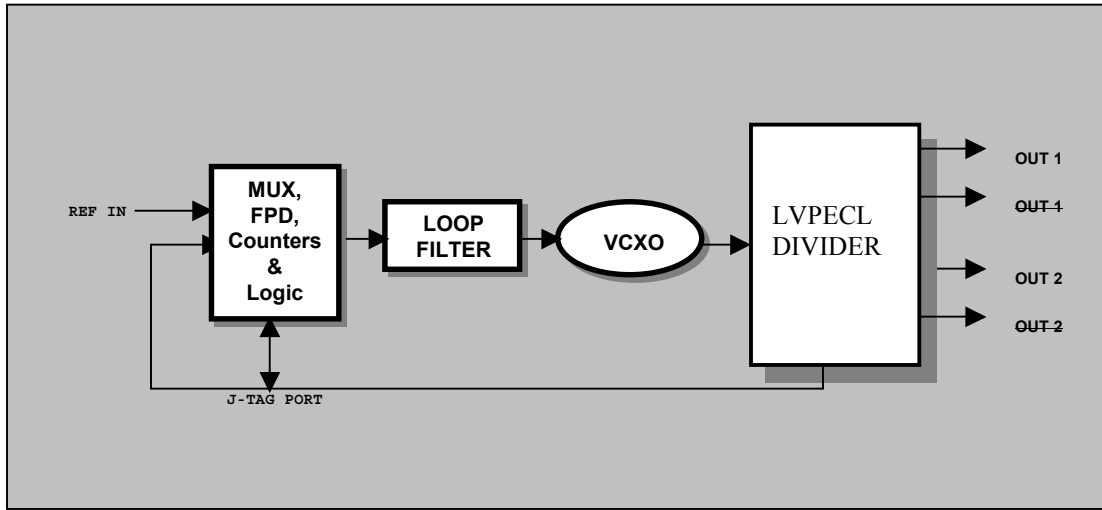 REF IN
MUX,
FPD,
Counters
&
Logic
LOOP
FILTER
VCXO
LVPECL
DIVIDER
OUT 1
OUT 1
OUT 2
OUT 2
J-TAG PORT